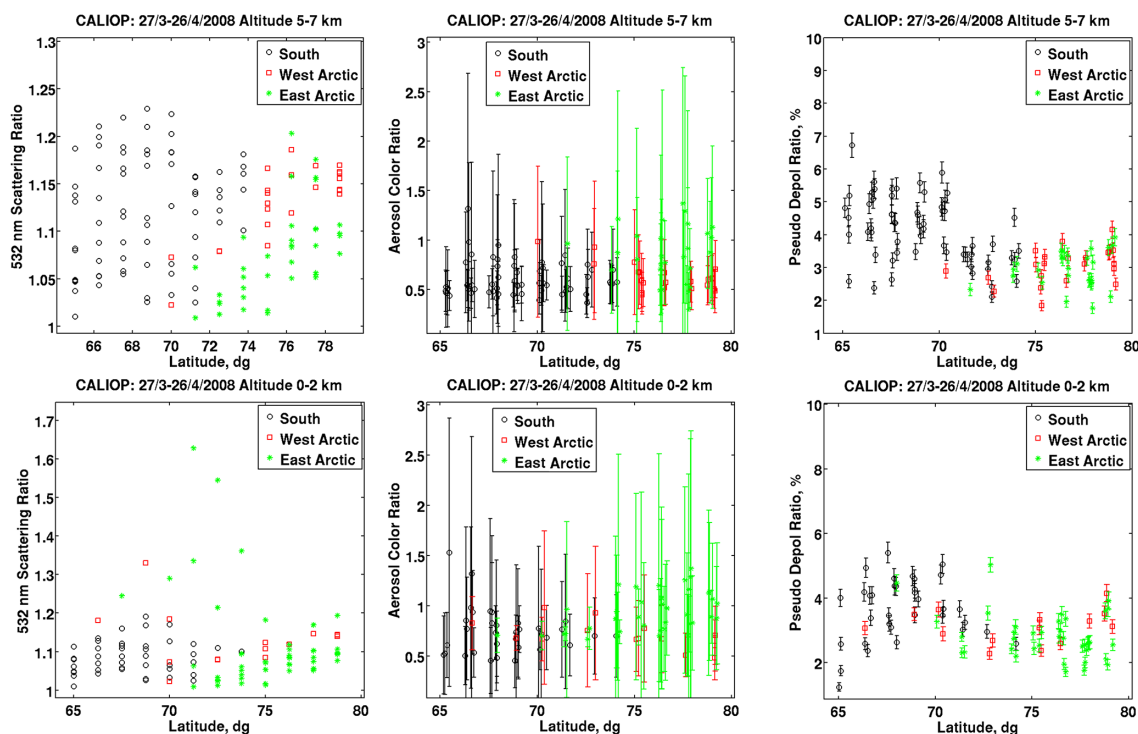 CALIOP: 27/3-26/4/2008 Altitude 5-7 km
1.3
1.25
1.2
1.15
1.1
1.05
1
532 nm Scattering Ratio
South
West Arctic
East Arctic
66 68 70 72 74 76 78
Latitude, dg
CALIOP: 27/3-26/4/2008 Altitude 5-7 km
3
2.5
2
1.5
1
0.5
Aerosol Color Ratio
South
West Arctic
East Arctic
65 70 75 80
Latitude, dg
CALIOP: 27/3-26/4/2008 Altitude 5-7 km
10
9
8
7
6
5
4
3
2
1
Pseudo Depol Ratio, %
South
West Arctic
East Arctic
65 70 75 80
Latitude, dg
CALIOP: 27/3-26/4/2008 Altitude 0-2 km
1.7
1.6
1.5
1.4
1.3
1.2
1.1
1
532 nm Scattering Ratio
South
West Arctic
East Arctic
65 70 75 80
Latitude, dg
CALIOP: 27/3-26/4/2008 Altitude 0-2 km
3
2.5
2
1.5
1
0.5
Aerosol Color Ratio
South
West Arctic
East Arctic
65 70 75 80
Latitude, dg
CALIOP: 27/3-26/4/2008 Altitude 0-2 km
10
8
6
4
2
Pseudo Depol Ratio, %
South
West Arctic
East Arctic
65 70 75 80
Latitude, dg